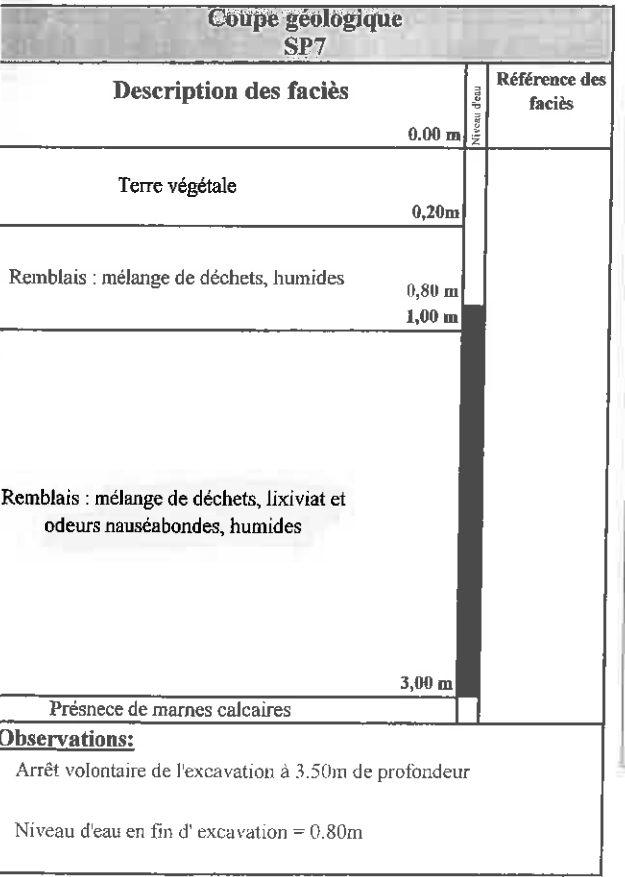 Coupe géologique
SP7
Description des faciès
Niveau d'eau
Référence des
faciès
0.00 m
Terre végétale
0,20m
Remblais : mélange de déchets, humides
0,80 m
1,00 m
Remblais : mélange de déchets, lixiviat et
odeurs nauséabondes, humides
3,00 m
Présnece de marnes calcaires
Observations:
Arrêt volontaire de l'excavation à 3.50m de profondeur
Niveau d'eau en fin d' excavation = 0.80m